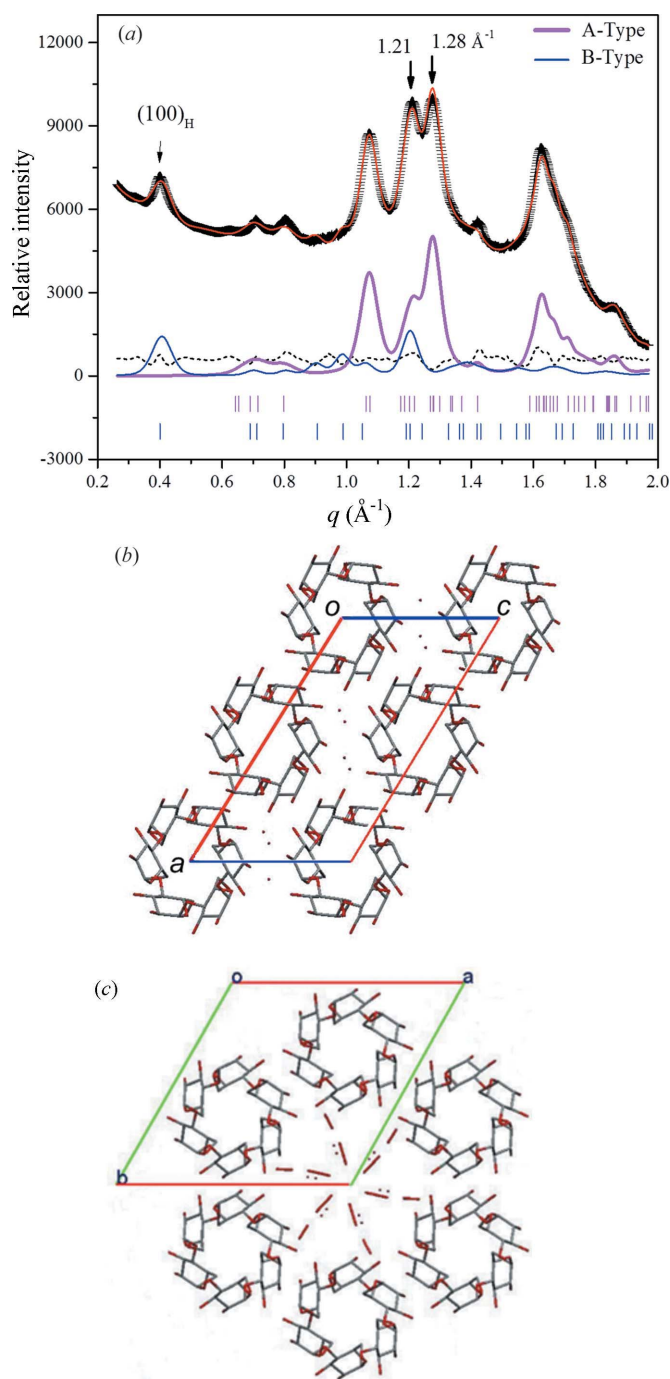 (a)
A-Type
B-Type
1.21
1.28 Å⁻¹
(100)H
Relative intensity
12000
9000
6000
3000
0
-3000
0.2 0.4 0.6 0.8 1.0 1.2 1.4 1.6 1.8 2.0
q (Å⁻¹)
(b)
o c
a
(c)
o a
b